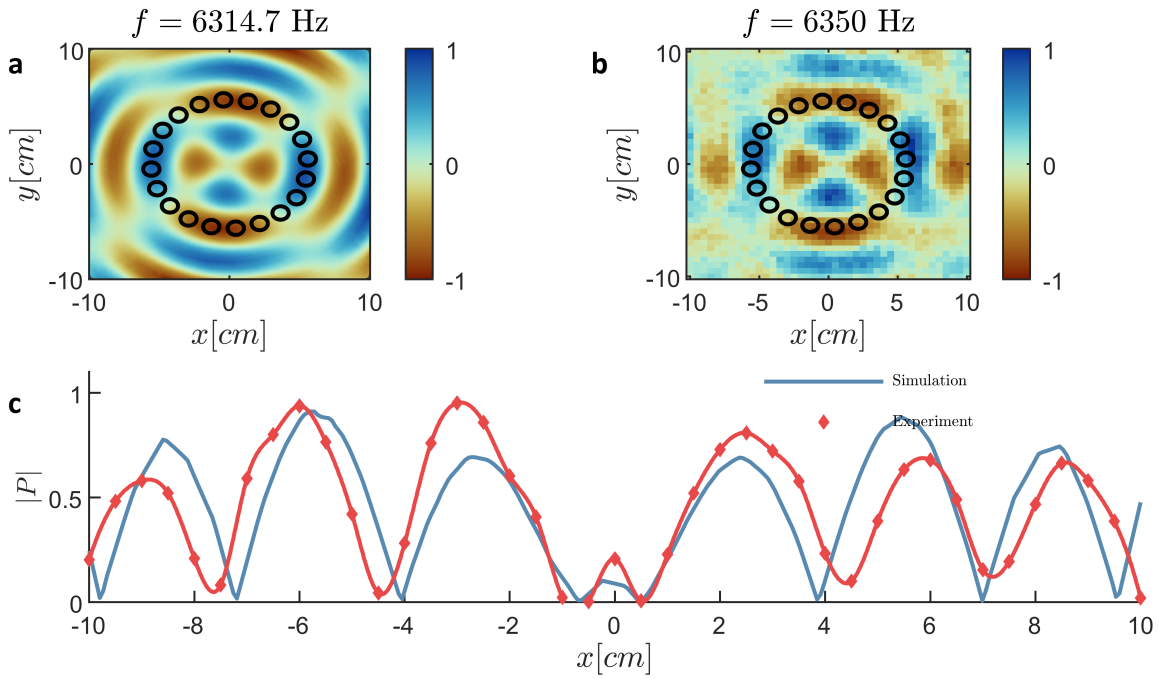 f = 6314.7 Hz
f = 6350 Hz
a
10
0
-10
y[cm]
-10
0
10
x[cm]
1
0
-1
b
10
0
-10
y[cm]
-10
-5
0
5
10
x[cm]
1
0
-1
c
1
0.5
0
|P|
-10
-8
-6
-4
-2
0
2
4
6
8
10
x[cm]
Simulation
Experiment